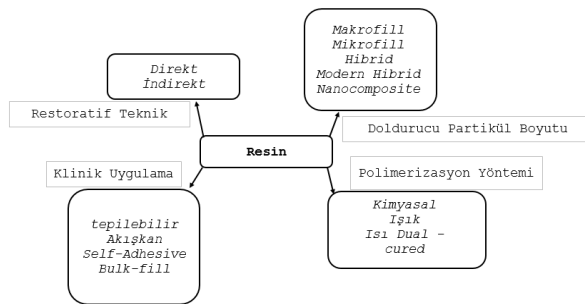 Makrofill
Mikrofill
Hibrid
Modern Hibrid
Nanocomposite
Direkt
İndirekt
Restoratif Teknik
Doldurucu Partikül Boyutu
Resin
Klinik Uygulama
Polimerizasyon Yöntemi
tepilebilir
Akışkan
Self-Adhesive
Bulk-fill
Kimyasal
Işık
Isı Dual -
cured